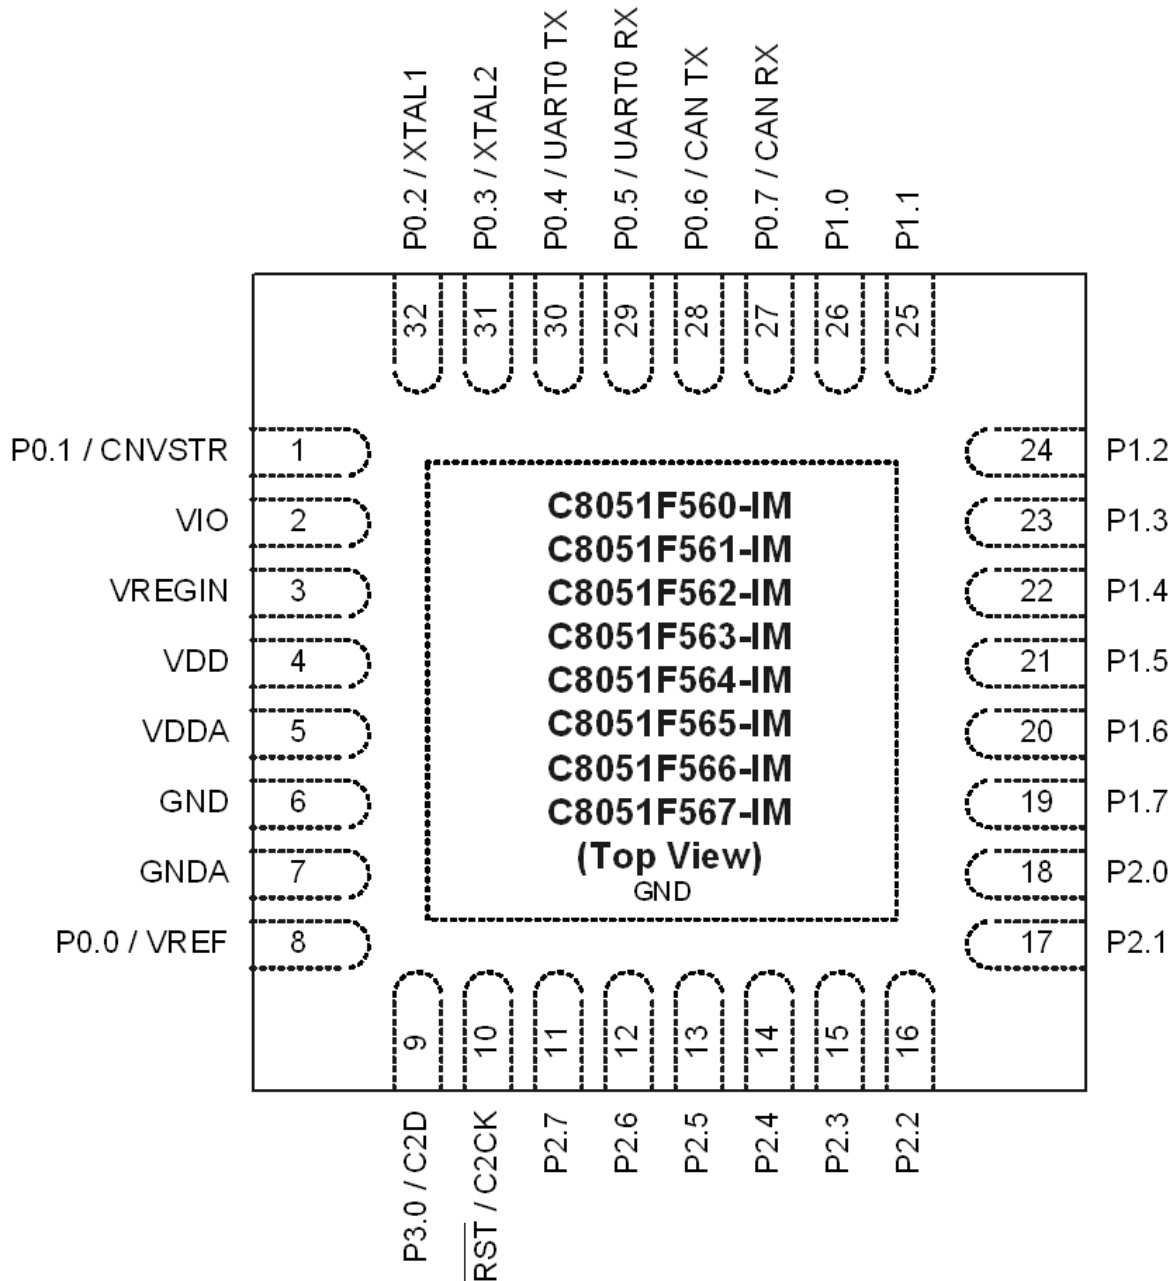 P0.2 / XTAL1
P0.3 / XTAL2
P0.4 / UART0 TX
P0.5 / UART0 RX
P0.6 / CAN TX
P0.7 / CAN RX
P1.0
P1.1
32
31
30
29
28
27
26
25
P0.1 / CNVSTR
1
VIO
2
VREGIN
3
VDD
4
VDDA
5
GND
6
GNDA
7
P0.0 / VREF
8
C8051F560-IM
C8051F561-IM
C8051F562-IM
C8051F563-IM
C8051F564-IM
C8051F565-IM
C8051F566-IM
C8051F567-IM
(Top View)
GND
24
P1.2
23
P1.3
22
P1.4
21
P1.5
20
P1.6
19
P1.7
18
P2.0
17
P2.1
9
10
11
12
13
14
15
16
P3.0 / C2D
RST / C2CK
P2.7
P2.6
P2.5
P2.4
P2.3
P2.2